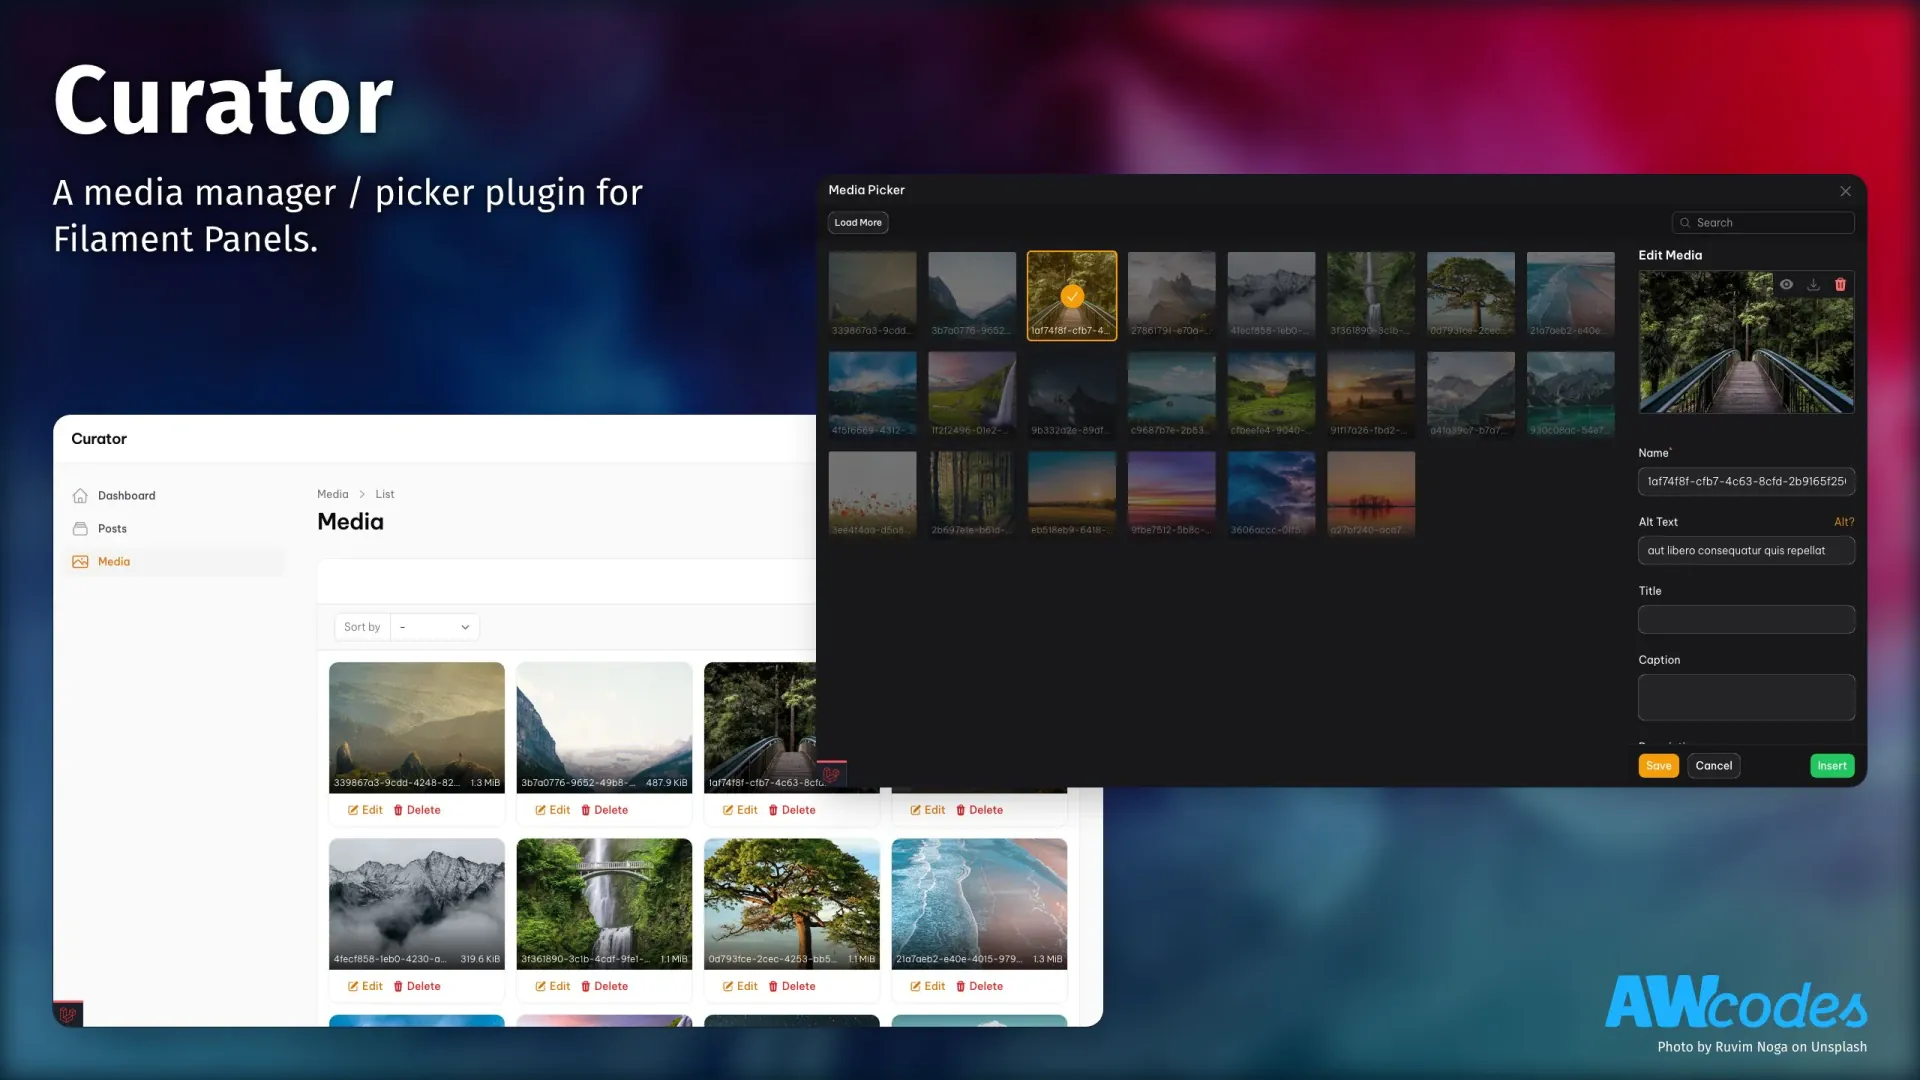 Curator
A media manager / picker plugin for
Filament Panels.
Curator
Dashboard
Posts
Media
Media > List
Media
Sort by -
339867a3-9cdd-4248-82... 1.3 MiB
3b7a0776-9652-49b8-... 487.9 KiB
1af74f8f-cfb7-4c63-8cfd...
Edit Delete
Edit Delete
Edit Delete
Edit Delete
4fecf858-1eb0-4230-a... 319.6 KiB
3f361890-3c1b-4cdf-9fe1-... 1.1 MiB
0d793fce-2cec-4253-bb5... 1.1 MiB
21a7aeb2-e40e-4015-979... 1.3 MiB
Edit Delete
Edit Delete
Edit Delete
Edit Delete
Media Picker
Load More
Search
339867a3-9cdd...
3b7a0776-9652...
1af74f8f-cfb7-4...
2786179f-e70a-...
4fecf858-1eb0-...
3f361890-3c1b-...
0d793fce-2cec...
21a7aeb2-e40e...
4f5f6669-4312-...
1f2f2496-01e2-...
9b332d2e-89df...
c9687b7e-2b83...
cfbeefe4-9040-...
91f17a26-fbd2-...
a41a39a7-b7a7...
930c08ac-54e7...
3ee4f4aa-d5a8...
2b697e1e-b61d-...
eb518eb9-6418-...
9fbe7512-5b8c-...
3606accc-01f5...
a27bf240-aca7...
Edit Media
Name*
1af74f8f-cfb7-4c63-8cfd-2b9165f25
Alt Text Alt?
aut libero consequatur quis repellat
Title
Caption
Save Cancel Insert
AWcodes
Photo by Ruvim Noga on Unsplash